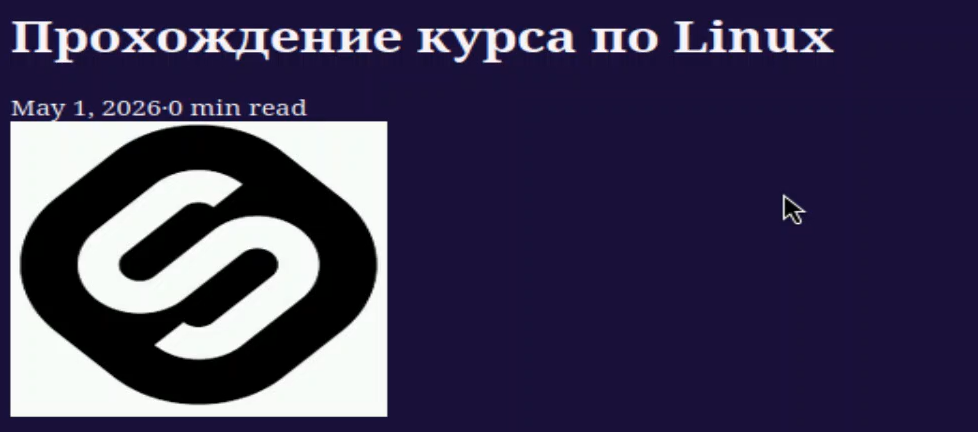 Прохождение курса по Linux
May 1, 2026·0 min read